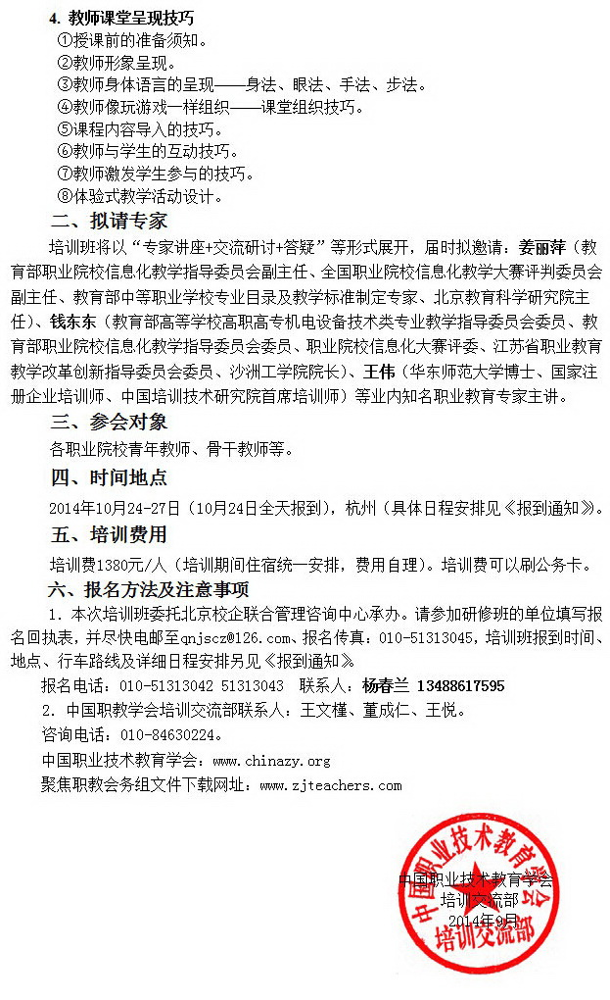 4. 教师课堂呈现技巧
①授课前的准备须知。
②教师形象呈现。
③教师身体语言的呈现——身法、眼法、手法、步法。
④教师像玩游戏一样组织——课堂组织技巧。
⑤课程内容导入的技巧。
⑥教师与学生的互动技巧。
⑦教师激发学生参与的技巧。
⑧体验式教学活动设计。
二、拟请专家
培训班将以“专家讲座+交流研讨+答疑”等形式展开，届时拟邀请：姜丽萍（教
育部职业院校信息化教学指导委员会副主任、全国职业院校信息化教学大赛评判委员会
副主任、教育部中等职业学校专业目录及教学标准制定专家、北京教育科学研究院主
任）、钱东东（教育部高等学校高职高专机电设备技术类专业教学指导委员会委员、教
育部职业院校信息化教学指导委员会委员、职业院校信息化大赛评委、江苏省职业教育
教学改革创新指导委员会委员、沙洲工学院院长）、王伟（华东师范大学博士、国家注
册企业培训师、中国培训技术研究院首席培训师）等业内知名职业教育专家主讲。
三、参会对象
各职业院校青年教师、骨干教师等。
四、时间地点
2014年10月24-27日（10月24日全天报到），杭州（具体日程安排见《报到通知》。
五、培训费用
培训费1380元/人（培训期间住宿统一安排，费用自理）。培训费可以刷公务卡。
六、报名方法及注意事项
1．本次培训班委托北京校企联合管理咨询中心承办。请参加研修班的单位填写报
名回执表，并尽快电邮至qnjscz@126.com、报名传真：010-51313045，培训班报到时间、
地点、行车路线及详细日程安排另见《报到通知》。
报名电话：010-51313042 51313043 联系人：杨春兰 13488617595
2．中国职教学会培训交流部联系人：王文槿、董成仁、王悦。
咨询电话：010-84630224。
中国职业技术教育学会：www.chinazy.org
聚焦职教会务组文件下载网址：www.zjteachers.com
中国职业技术教育学会
培训交流部
2014年9月
中国职业技术教育学会
培训交流部